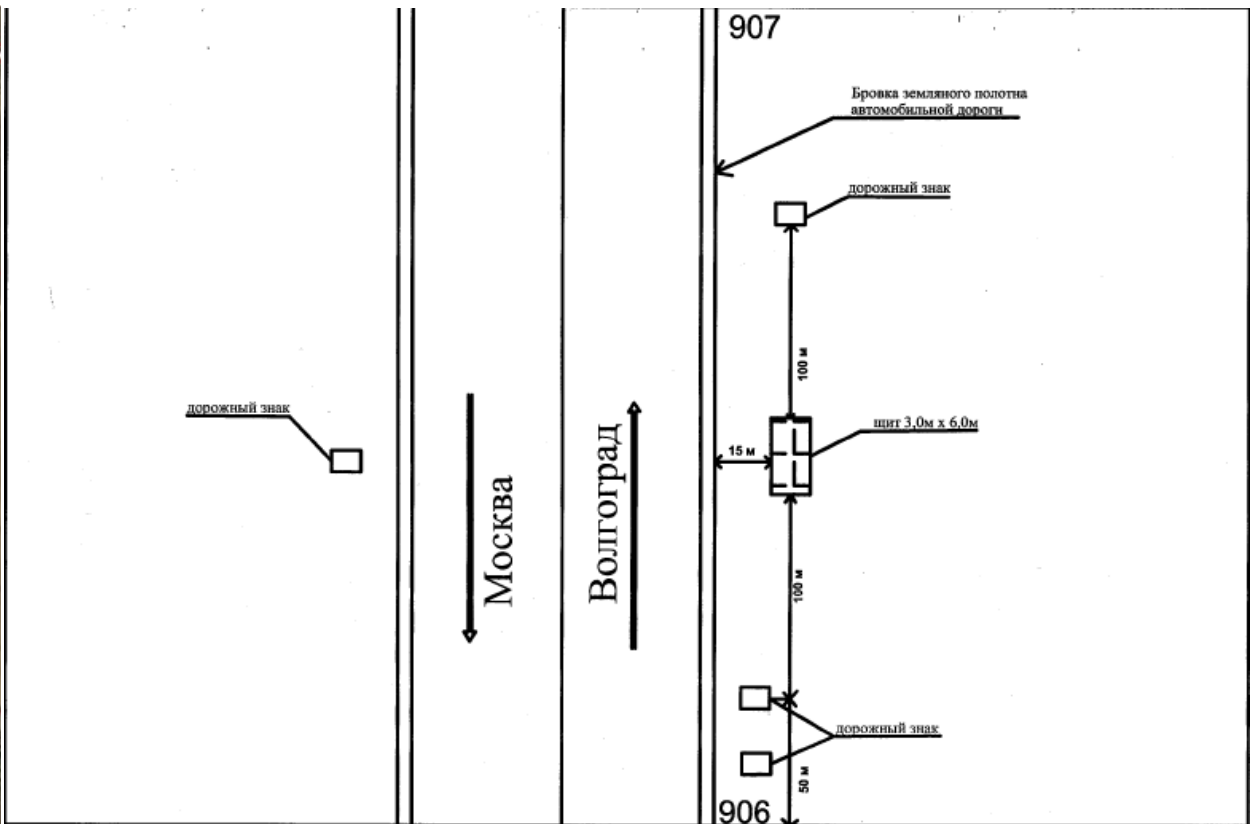 907
Бровка земляного полотна
автомобильной дороги
дорожный знак
100 м
дорожный знак
щит 3,0м х 6,0м
15 м
Москва
Волгоград
100 м
дорожный знак
50 м
906